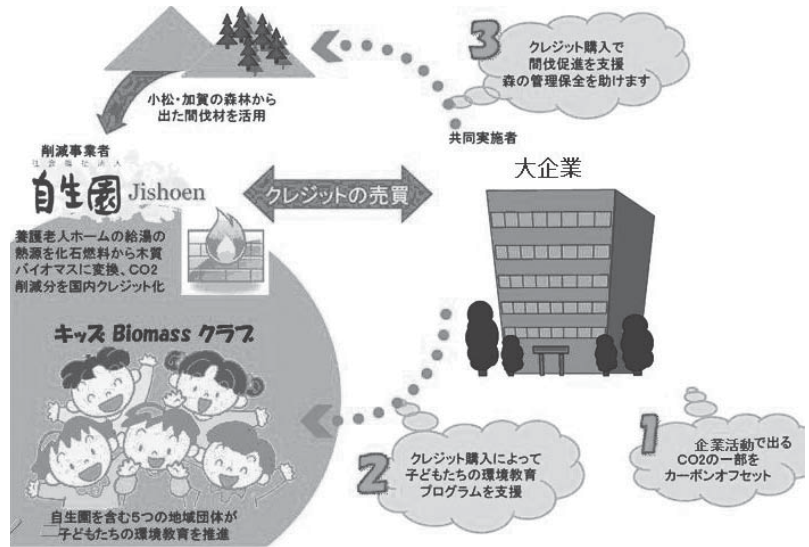 3
クレジット購入で
間伐促進を支援
森の管理保全を助けます
小松・加賀の森林から
出た間伐材を活用
共同実施者
大企業
削減事業者
社会福祉法人
自生園 Jishoen
クレジットの売買
養護老人ホームの給湯の
熱源を化石燃料から木質
バイオマスに変換、CO2
削減分を国内クレジット化
キッズ Biomass クラブ
2
クレジット購入によって
子どもたちの環境教育
プログラムを支援
1
企業活動で出る
CO2の一部を
カーボンオフセット
自生園を含む5つの地域団体が
子どもたちの環境教育を推進